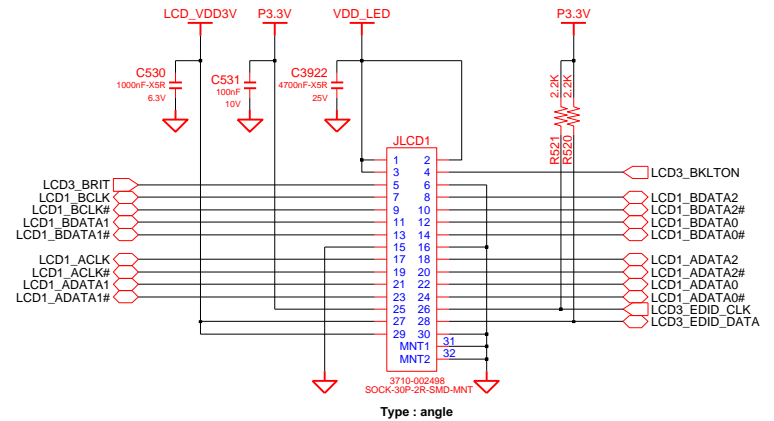 LCD_VDD3V P3.3V VDD_LED P3.3V
C530
1000nF-X5R
6.3V
C531
100nF
10V
C3922
4700nF-X5R
25V
2.2K
2.2K
R521
R520
JLCD1
1 2
3 4 LCD3_BKLTON
LCD3_BRIT 5 6
LCD1_BCLK 7 8 LCD1_BDATA2
LCD1_BCLK# 9 10 LCD1_BDATA2#
LCD1_BDATA1 11 12 LCD1_BDATA0
LCD1_BDATA1# 13 14 LCD1_BDATA0#
15 16
LCD1_ACLK 17 18 LCD1_ADATA2
LCD1_ACLK# 19 20 LCD1_ADATA2#
LCD1_ADATA1 21 22 LCD1_ADATA0
LCD1_ADATA1# 23 24 LCD1_ADATA0#
25 26 LCD3_EDID_CLK
27 28 LCD3_EDID_DATA
29 30
MNT1 31
MNT2 32
3710-002498
SOCK-30P-2R-SMD-MNT
Type : angle